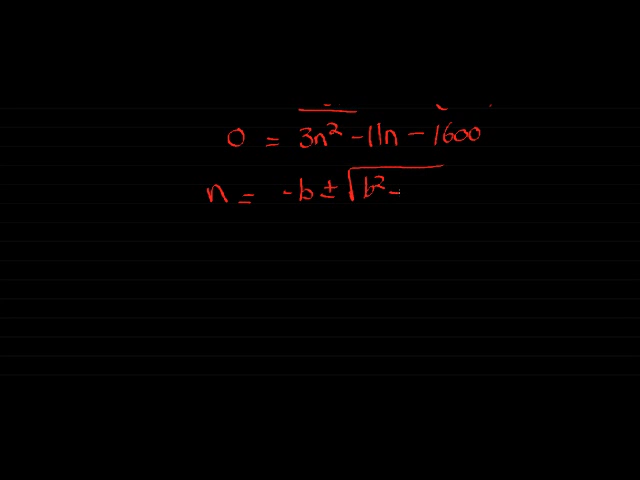 0 = 3n² - 11n - 1600
n = -b ± √b² -